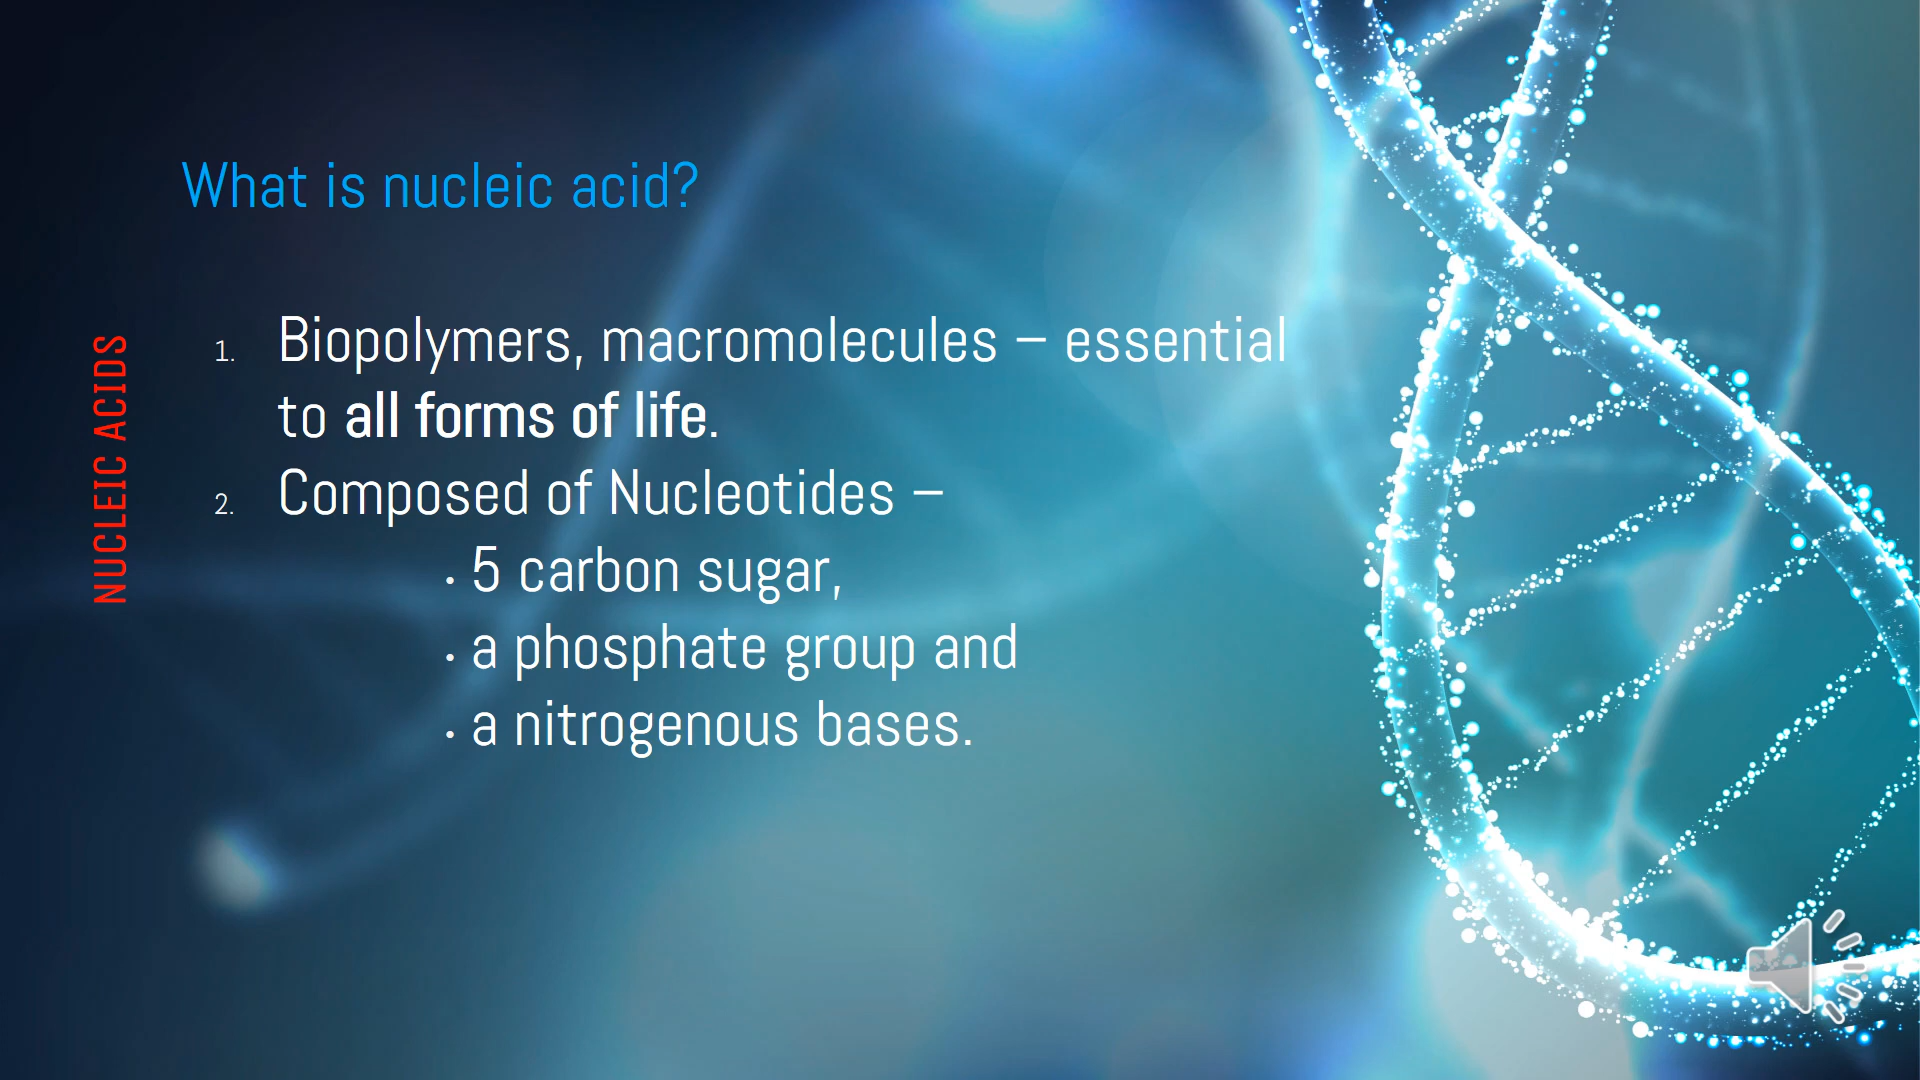 What is nucleic acid?
NUCLEIC ACIDS
1. Biopolymers, macromolecules – essential
to all forms of life.
2. Composed of Nucleotides –
• 5 carbon sugar,
• a phosphate group and
• a nitrogenous bases.